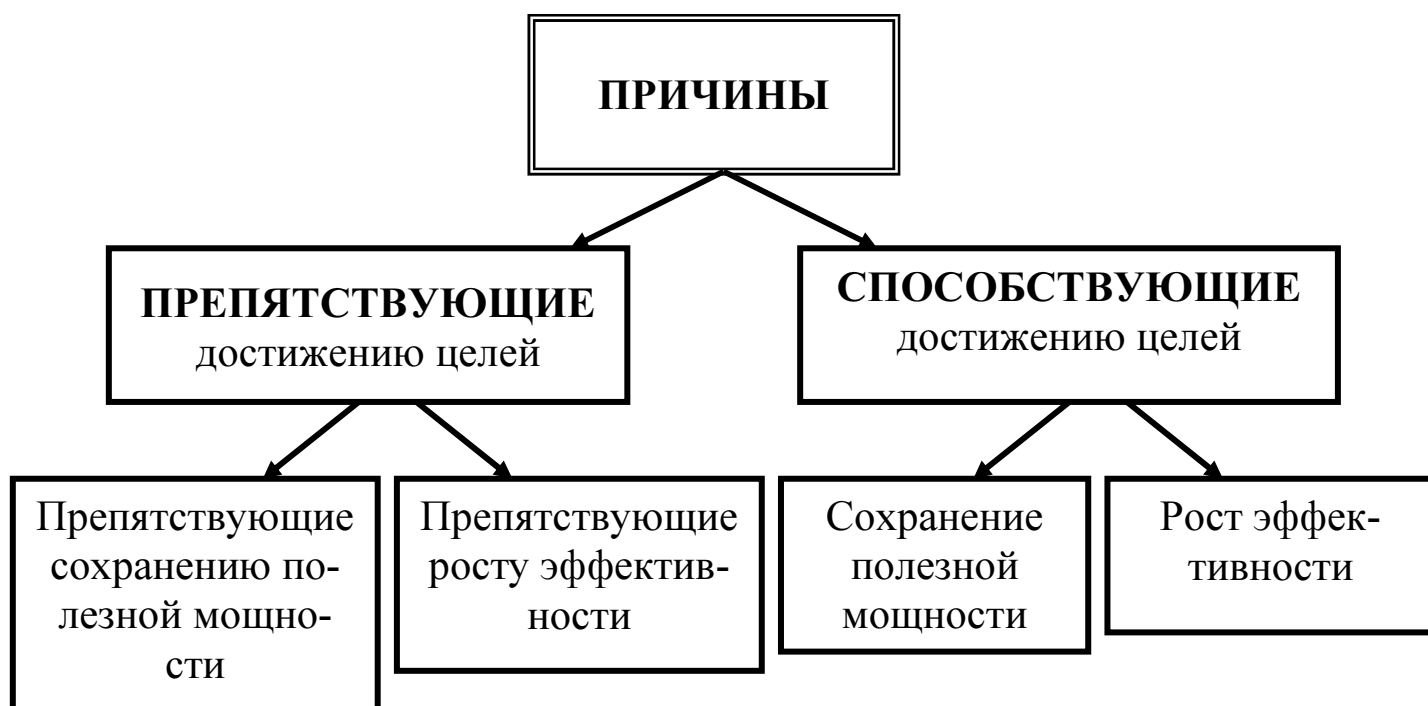 ПРИЧИНЫ
ПРЕПЯТСТВУЮЩИЕ
достижению целей
СПОСОБСТВУЮЩИЕ
достижению целей
Препятствующие
сохранению по-
лезной мощно-
сти
Препятствующие
росту эффектив-
ности
Сохранение
полезной
мощности
Рост эффек-
тивности